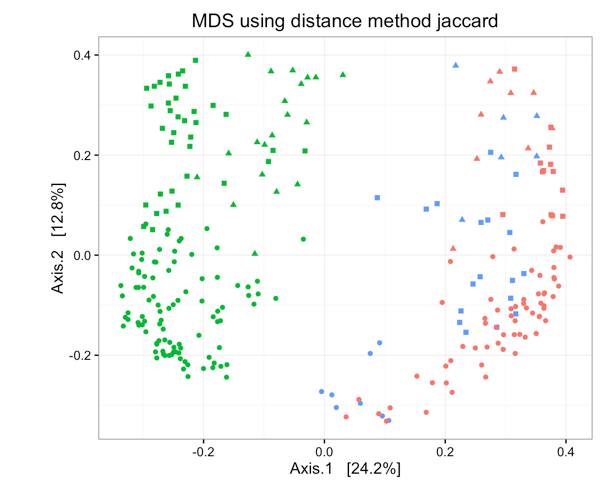 MDS using distance method jaccard
0.4
0.2
0.0
-0.2
Axis.2 [12.8%]
-0.2 0.0 0.2 0.4
Axis.1 [24.2%]